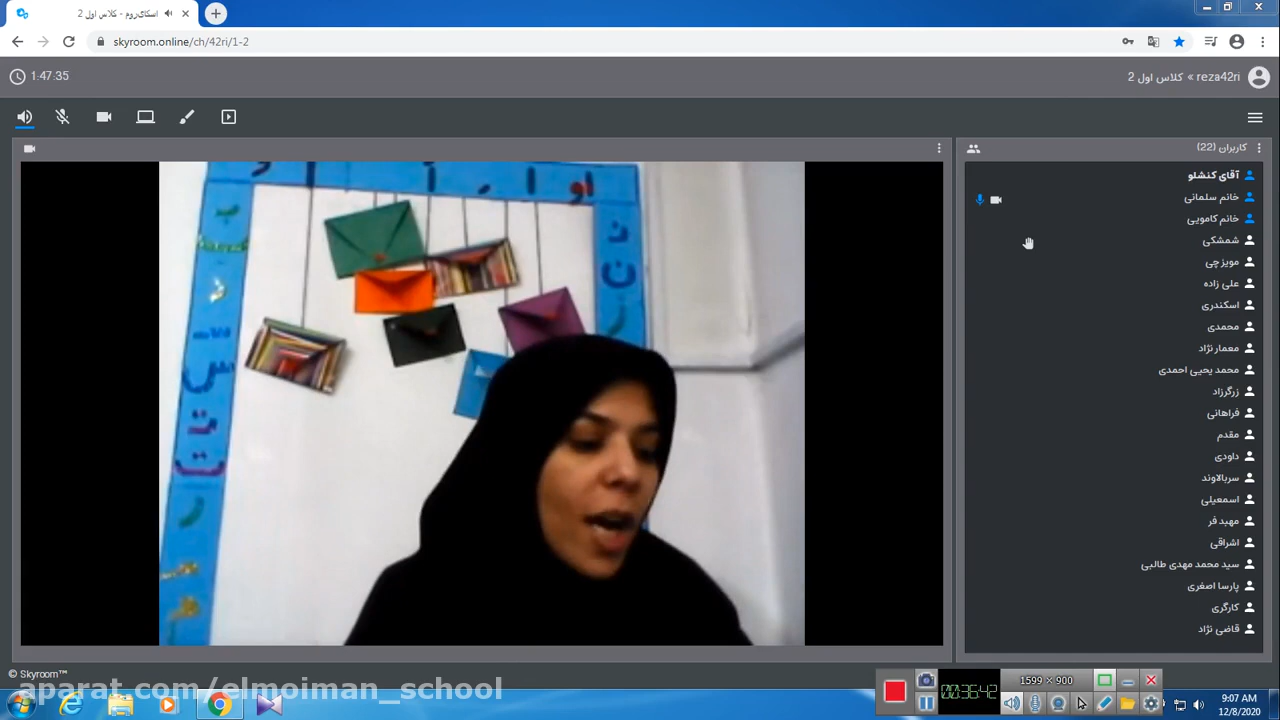 اسکای‌روم - کلاس اول 2
skyroom.online/ch/42ri/1-2
1:47:35
reza42ri » کلاس اول 2
کاربران (22)
آقای کنشلو
خانم سلمانی
خانم کامویی
شمشکی
مویزچی
علی زاده
اسکندری
محمدی
معمارنژاد
محمد یحیی احمدی
زرگرزاد
فراهانی
مقدم
داودی
سربالاوند
اسمعیلی
مهبد فر
اشراقی
سید محمد مهدی طالبی
پارسا اصغری
کارگری
قاضی نژاد
© Skyroom™
aparat.com/elmoiman_school
00:36:42
1599 × 900
9:07 AM
12/8/2020